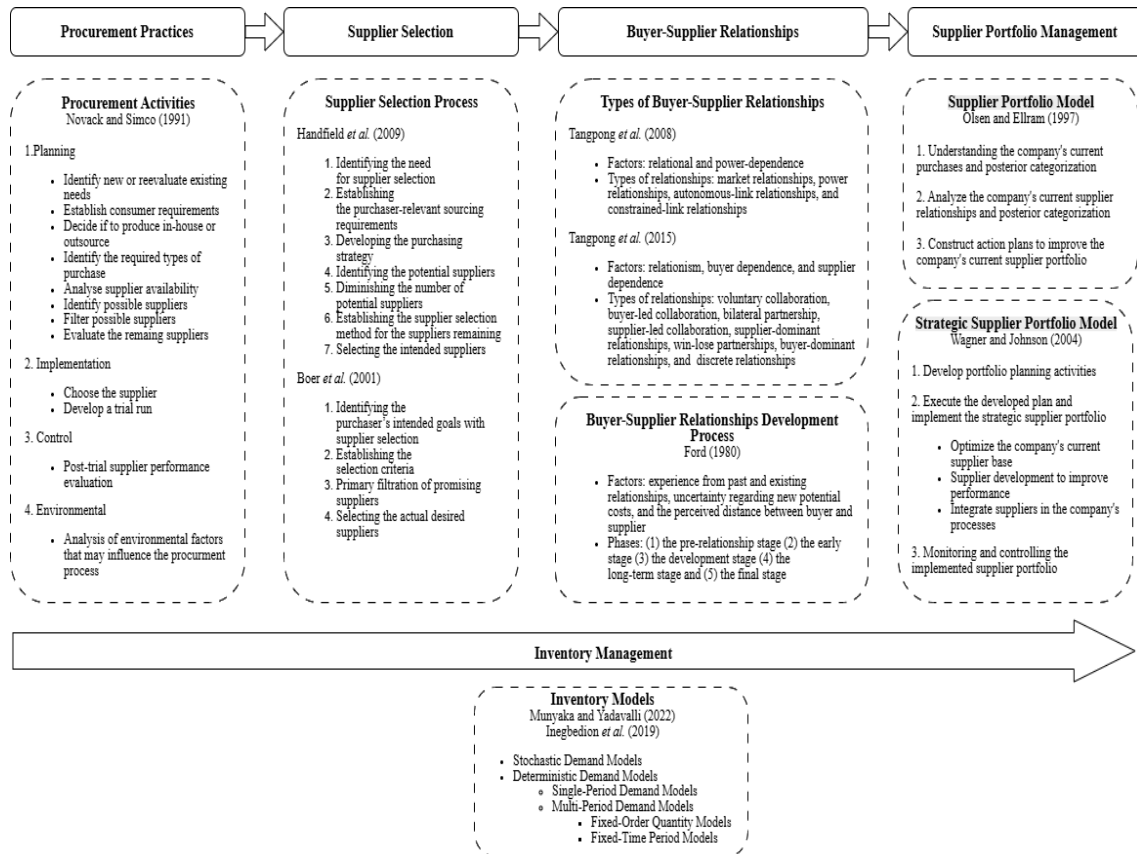 Procurement Practices
Supplier Selection
Buyer-Supplier Relationships
Supplier Portfolio Management
Procurement Activities
Novack and Simco (1991)
1.Planning
• Identify new or reevaluate existing
needs
• Establish consumer requirements
• Decide if to produce in-house or
outsource
• Identify the required types of
purchase
• Analyse supplier availability
• Identify possible suppliers
• Filter possible suppliers
• Evaluate the remaing suppliers
2. Implementation
• Choose the supplier
• Develop a trial run
3. Control
• Post-trial supplier performance
evaluation
4. Environmental
• Analysis of environmental factors
that may influence the procurment
process
Supplier Selection Process
Handfield et al. (2009)
1. Identifying the need
for supplier selection
2. Establishing
the purchaser-relevant sourcing
requirements
3. Developing the purchasing
strategy
4. Identifying the potential suppliers
5. Diminishing the number of
potential suppliers
6. Establishing the supplier selection
method for the suppliers remaining
7. Selecting the intended suppliers
Boer et al. (2001)
1. Identifying the
purchaser's intended goals with
supplier selection
2. Establishing the
selection criteria
3. Primary filtration of promising
suppliers
4. Selecting the actual desired
suppliers
Types of Buyer-Supplier Relationships
Tangpong et al. (2008)
• Factors: relational and power-dependence
• Types of relationships: market relationships, power
relationships, autonomous-link relationships, and
constrained-link relationships
Tangpong et al. (2015)
• Factors: relationism, buyer dependence, and supplier
dependence
• Types of relationships: voluntary collaboration,
buyer-led collaboration, bilateral partnership,
supplier-led collaboration, supplier-dominant
relationships, win-lose partnerships, buyer-dominant
relationships, and discrete relationships
Buyer-Supplier Relationships Development
Process
Ford (1980)
• Factors: experience from past and existing
relationships, uncertainty regarding new potential
costs, and the perceived distance between buyer and
supplier
• Phases: (1) the pre-relationship stage (2) the early
stage (3) the development stage (4) the
long-term stage and (5) the final stage
Supplier Portfolio Model
Olsen and Ellram (1997)
1. Understanding the company's current
purchases and posterior categorization
2. Analyze the company's current supplier
relationships and posterior categorization
3. Construct action plans to improve the
company's current supplier portfolio
Strategic Supplier Portfolio Model
Wagner and Johnson (2004)
1. Develop portfolio planning activities
2. Execute the developed plan and
implement the strategic supplier portfolio
• Optimize the company's current
supplier base
• Supplier development to improve
performance
• Integrate suppliers in the company's
processes
3. Monitoring and controlling the
implemented supplier portfolio
Inventory Management
Inventory Models
Munyaka and Yadavalli (2022)
Inegbedion et al. (2019)
• Stochastic Demand Models
• Deterministic Demand Models
◦ Single-Period Demand Models
◦ Multi-Period Demand Models
▪ Fixed-Order Quantity Models
▪ Fixed-Time Period Models